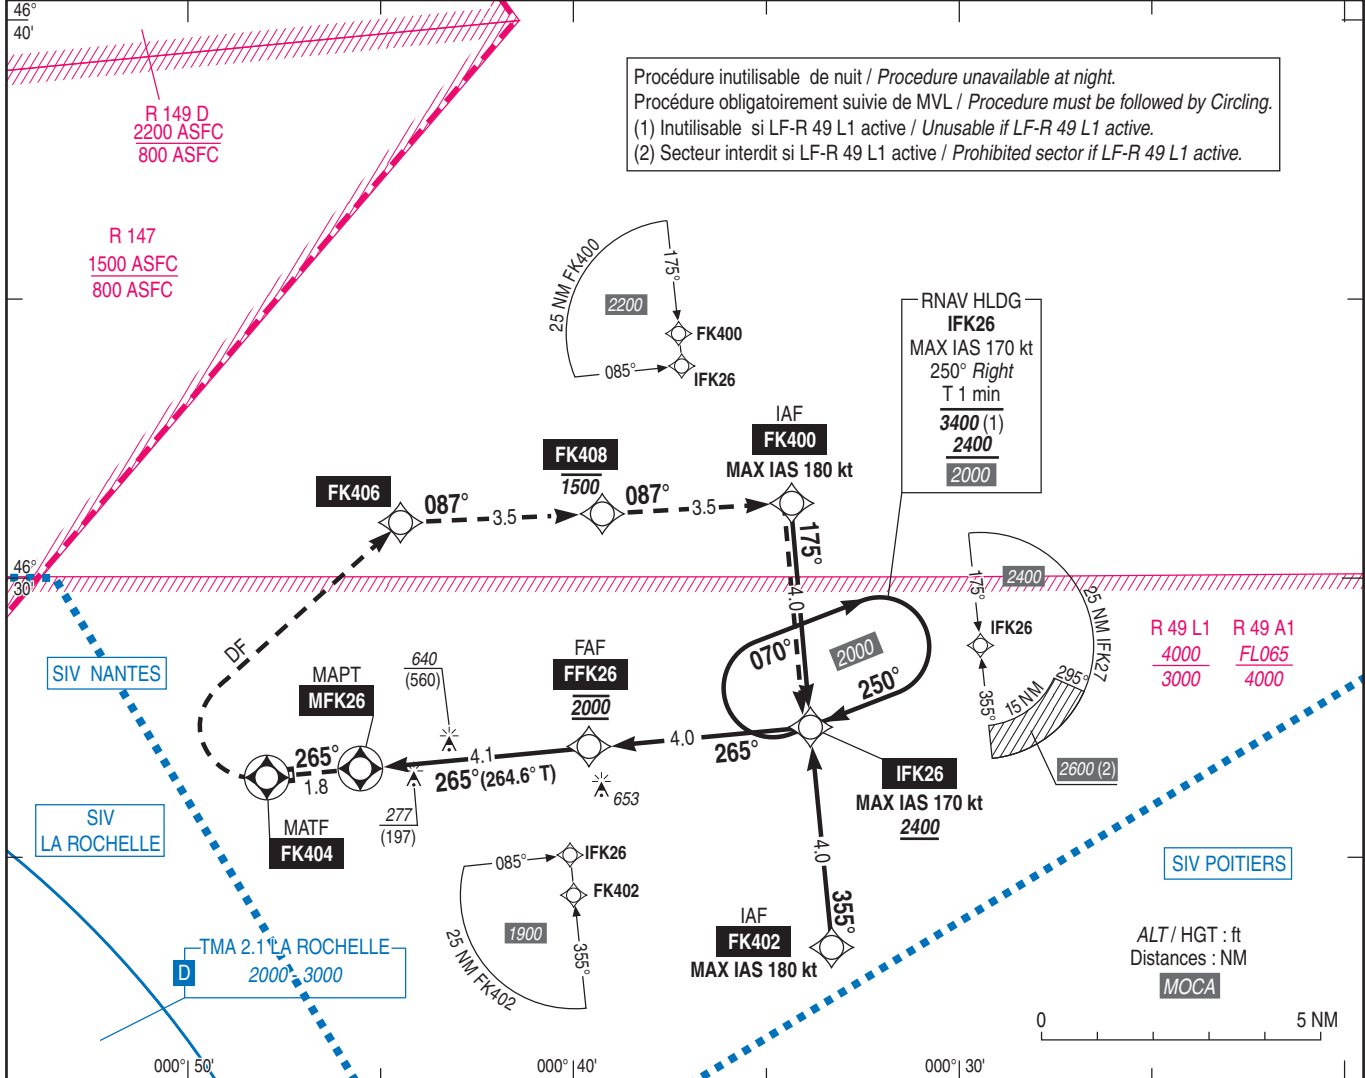 46°
40'
R 149 D
2200 ASFC
800 ASFC
R 147
1500 ASFC
800 ASFC
Procédure inutilisable de nuit / Procedure unavailable at night.
Procédure obligatoirement suivie de MVL / Procedure must be followed by Circling.
(1) Inutilisable si LF-R 49 L1 active / Unusable if LF-R 49 L1 active.
(2) Secteur interdit si LF-R 49 L1 active / Prohibited sector if LF-R 49 L1 active.
25 NM FK400
175°
2200
FK400
085°
IFK26
RNAV HLDG
IFK26
MAX IAS 170 kt
250° Right
T 1 min
3400 (1)
2400
2000
IAF
FK400
MAX IAS 180 kt
FK408
1500
FK406
087°
3.5
087°
3.5
175°
4.0
46°
30'
2400
175°
IFK26
25 NM IFK27
355°
15 NM
295°
2600 (2)
R 49 L1
4000
3000
R 49 A1
FL065
4000
070°
2000
250°
DF
SIV NANTES
MAPT
MFK26
640
(560)
FAF
FFK26
2000
265°
1.8
4.1
265° (264.6° T)
4.0
265°
IFK26
MAX IAS 170 kt
2400
653
277
(197)
MATF
FK404
SIV
LA ROCHELLE
085°
IFK26
FK402
1900
355°
25 NM FK402
4.0
355°
IAF
FK402
MAX IAS 180 kt
SIV POITIERS
TMA 2.1 LA ROCHELLE
D
2000 - 3000
ALT / HGT : ft
Distances : NM
MOCA
0
5 NM
000° 50'
000° 40'
000° 30'